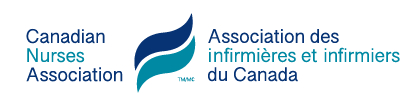 Canadian
Nurses
Association
TM/MC
Association des
infirmières et infirmiers
du Canada